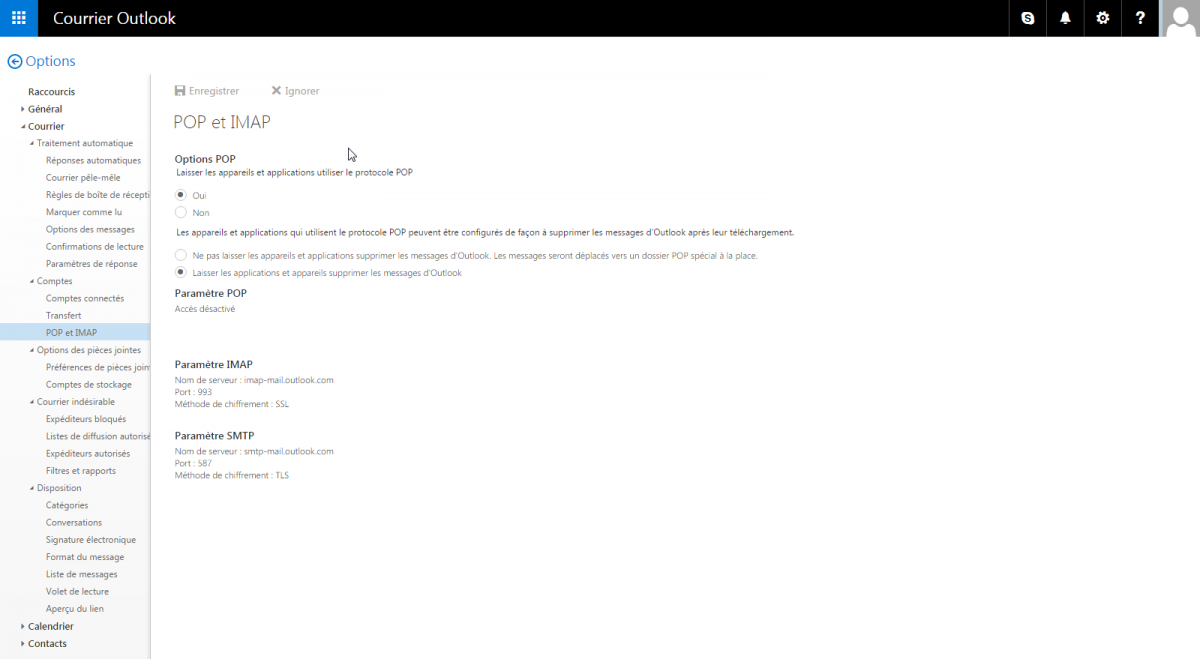 Courrier Outlook
Options
Raccourcis
Général
Courrier
Traitement automatique
Réponses automatiques
Courrier pêle-mêle
Règles de boîte de récepti
Marquer comme lu
Options des messages
Confirmations de lecture
Paramètres de réponse
Comptes
Comptes connectés
Transfert
POP et IMAP
Options des pièces jointes
Préférences de pièces join
Comptes de stockage
Courrier indésirable
Expéditeurs bloqués
Listes de diffusion autorisé
Expéditeurs autorisés
Filtres et rapports
Disposition
Catégories
Conversations
Signature électronique
Format du message
Liste de messages
Volet de lecture
Aperçu du lien
Calendrier
Contacts
Enregistrer Ignorer
POP et IMAP
Options POP
Laisser les appareils et applications utiliser le protocole POP
Oui
Non
Les appareils et applications qui utilisent le protocole POP peuvent être configurés de façon à supprimer les messages d'Outlook après leur téléchargement.
Ne pas laisser les appareils et applications supprimer les messages d'Outlook. Les messages seront déplacés vers un dossier POP spécial à la place.
Laisser les applications et appareils supprimer les messages d'Outlook
Paramètre POP
Accès désactivé
Paramètre IMAP
Nom de serveur : imap-mail.outlook.com
Port : 993
Méthode de chiffrement : SSL
Paramètre SMTP
Nom de serveur : smtp-mail.outlook.com
Port : 587
Méthode de chiffrement : TLS